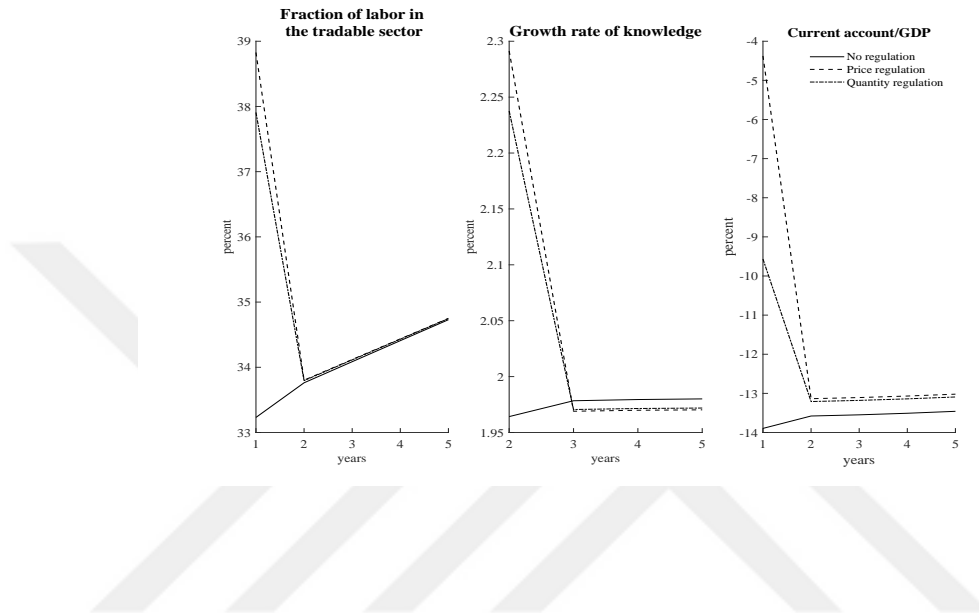 Fraction of labor in
the tradable sector
39
38
37
36
35
34
33
percent
1 2 3 4 5
years
Growth rate of knowledge
2.3
2.25
2.2
2.15
2.1
2.05
2
1.95
percent
2 3 4 5
years
Current account/GDP
-4
-5
-6
-7
-8
-9
-10
-11
-12
-13
-14
percent
1 2 3 4 5
years
No regulation
Price regulation
Quantity regulation